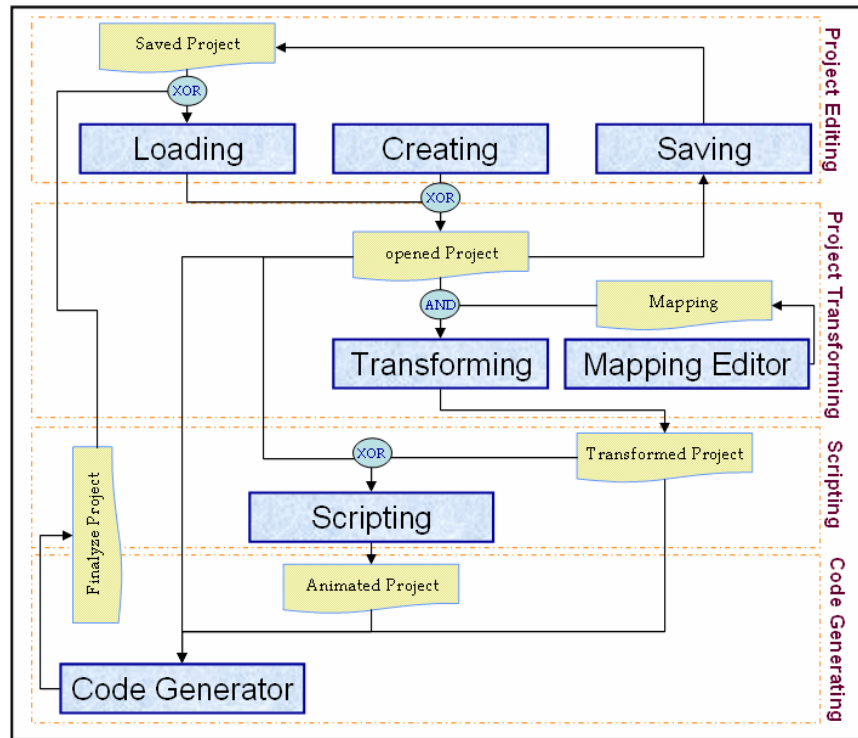 Saved Project
XOR
Loading
Creating
Saving
Project Editing
XOR
opened Project
AND
Mapping
Transforming
Mapping Editor
Project Transforming
XOR
Transformed Project
Scripting
Scripting
Finalyze Project
Animated Project
Code Generator
Code Generating